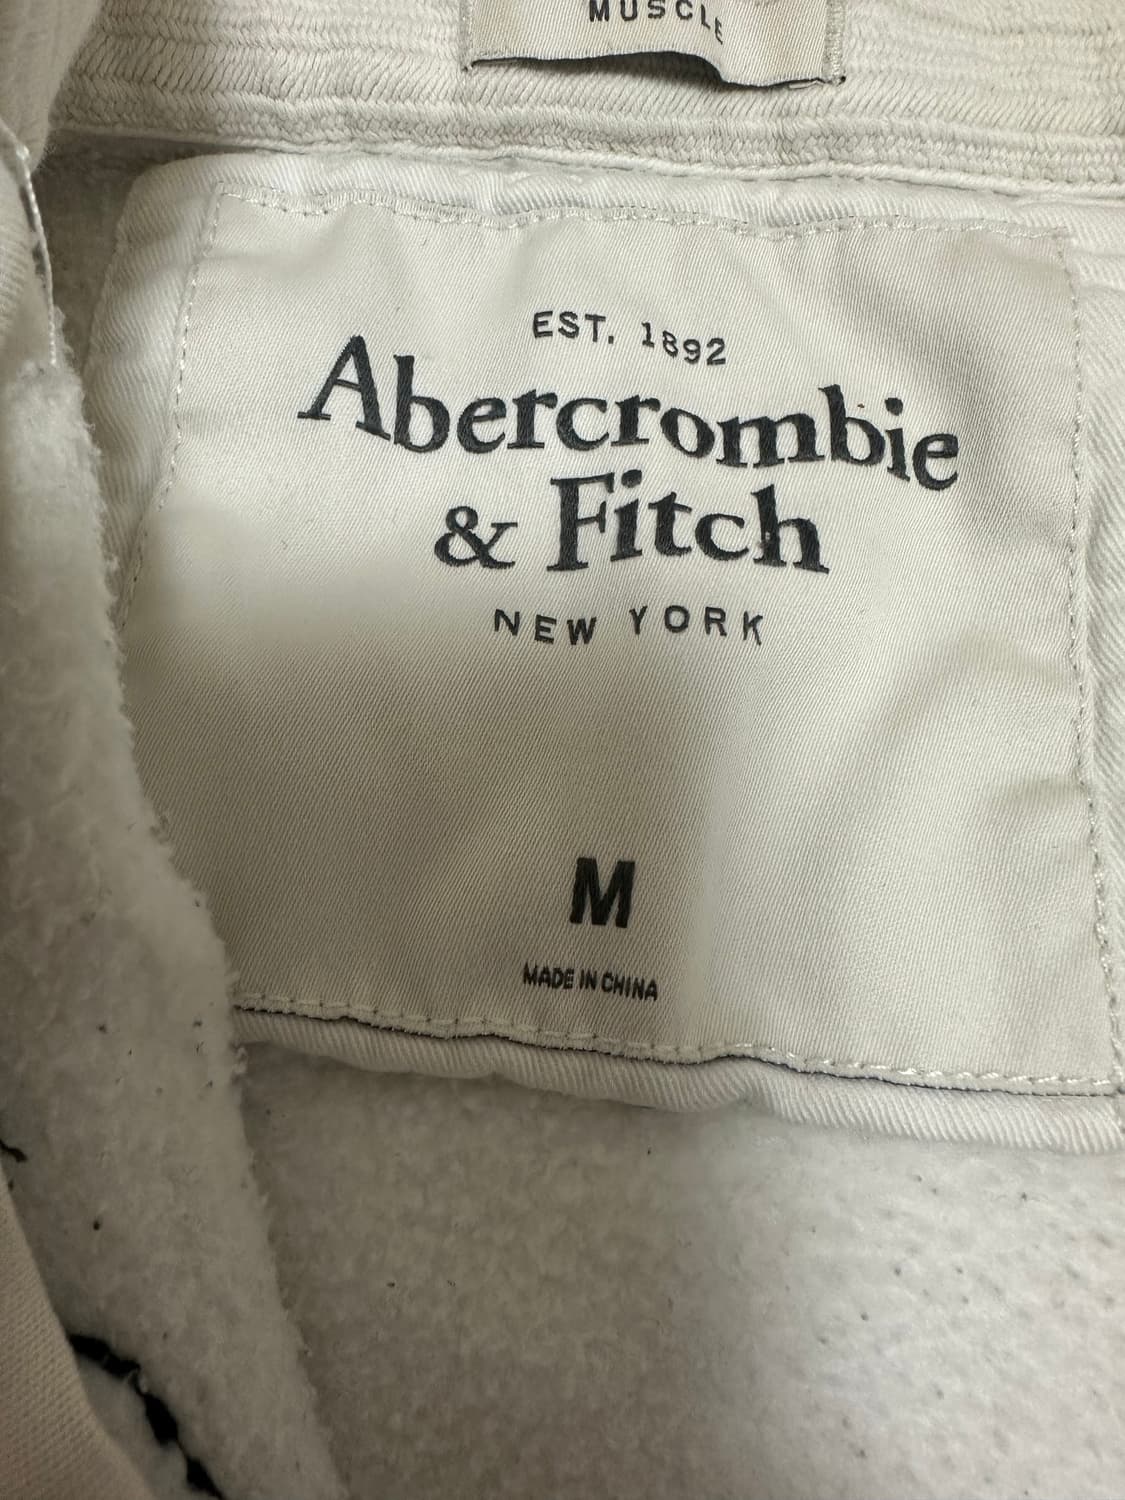 MUSCLE
EST. 1892
Abercrombie
& Fitch
NEW YORK
M
MADE IN CHINA